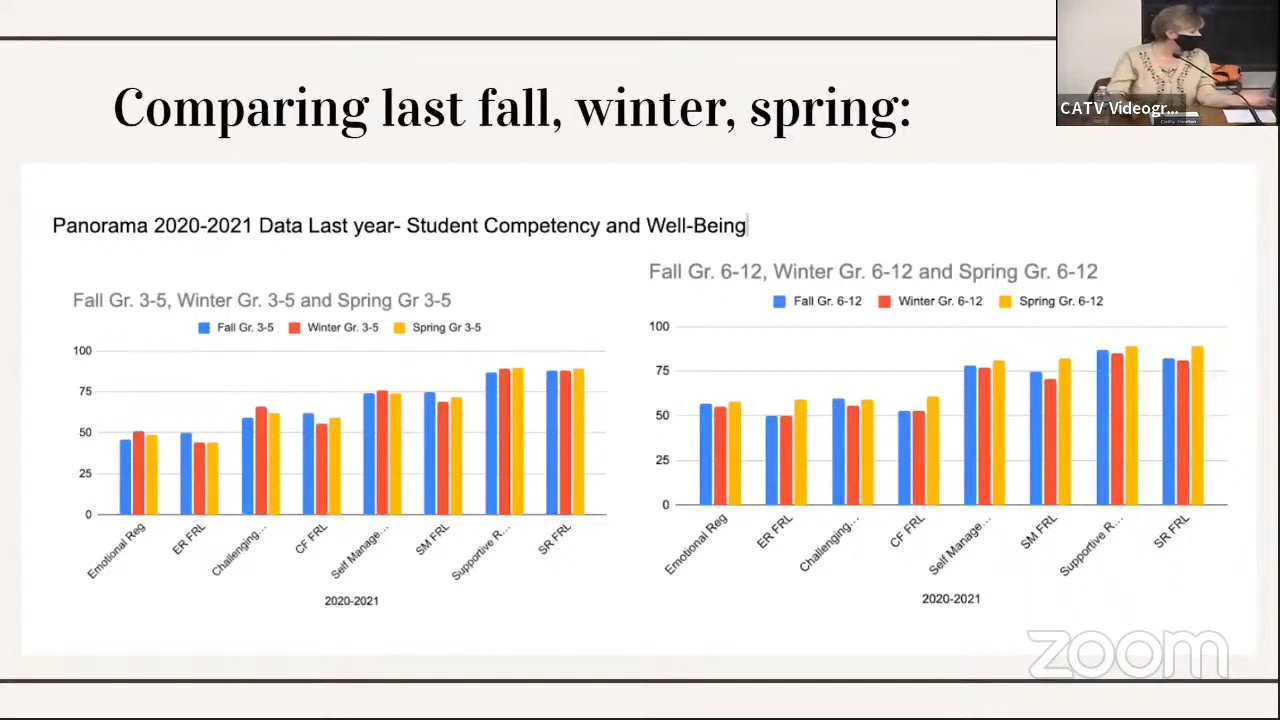 Comparing last fall, winter, spring:
CATV Videogr...
Panorama 2020-2021 Data Last year- Student Competency and Well-Being
Fall Gr. 3-5, Winter Gr. 3-5 and Spring Gr 3-5
Fall Gr. 3-5 Winter Gr. 3-5 Spring Gr 3-5
100
75
50
25
0
Emotional Reg
ER FRL
Challenging...
CF FRL
Self Manage...
SM FRL
Supportive R...
SR FRL
2020-2021
Fall Gr. 6-12, Winter Gr. 6-12 and Spring Gr. 6-12
Fall Gr. 6-12 Winter Gr. 6-12 Spring Gr. 6-12
100
75
50
25
0
Emotional Reg
ER FRL
Challenging...
CF FRL
Self Manage...
SM FRL
Supportive R...
SR FRL
2020-2021
zoom